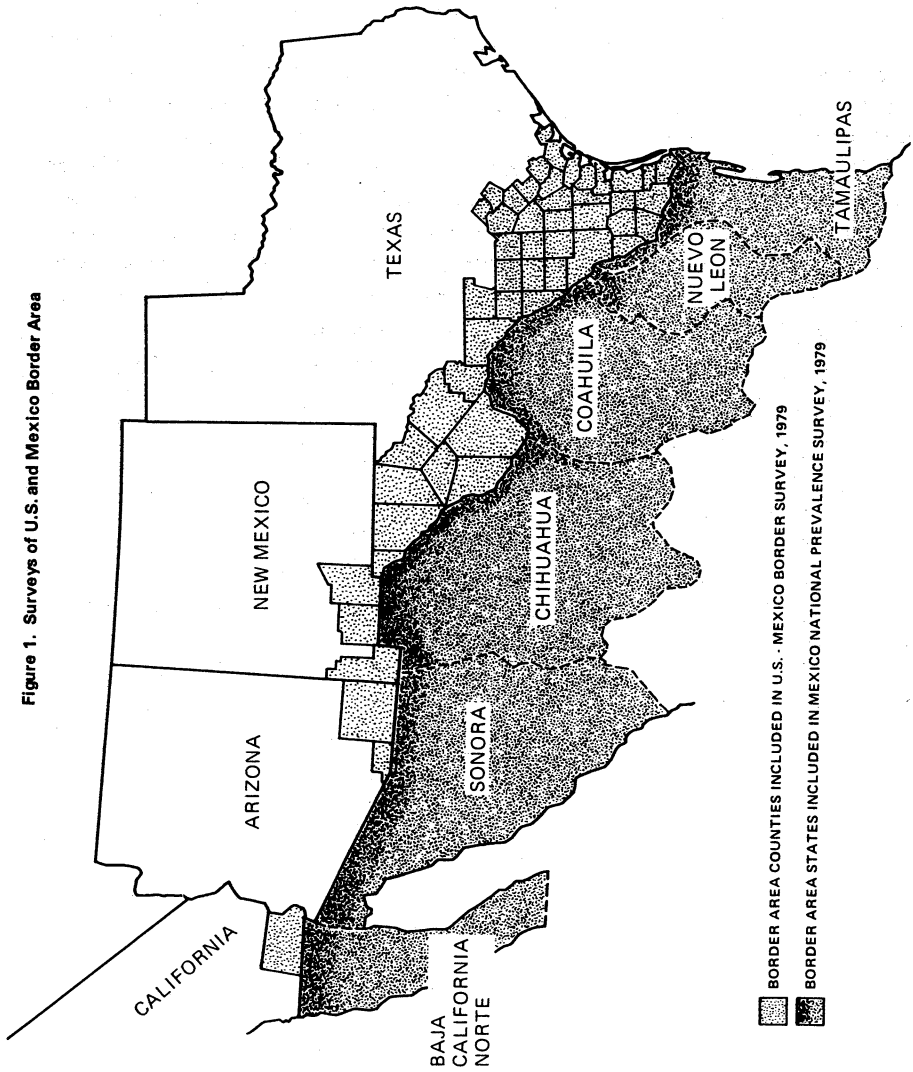 Figure 1. Surveys of U.S. and Mexico Border Area
CALIFORNIA
ARIZONA
NEW MEXICO
TEXAS
BAJA
CALIFORNIA
NORTE
SONORA
CHIHUAHUA
COAHUILA
NUEVO
LEON
TAMAULIPAS
BORDER AREA COUNTIES INCLUDED IN U.S. - MEXICO BORDER SURVEY, 1979
BORDER AREA STATES INCLUDED IN MEXICO NATIONAL PREVALENCE SURVEY, 1979